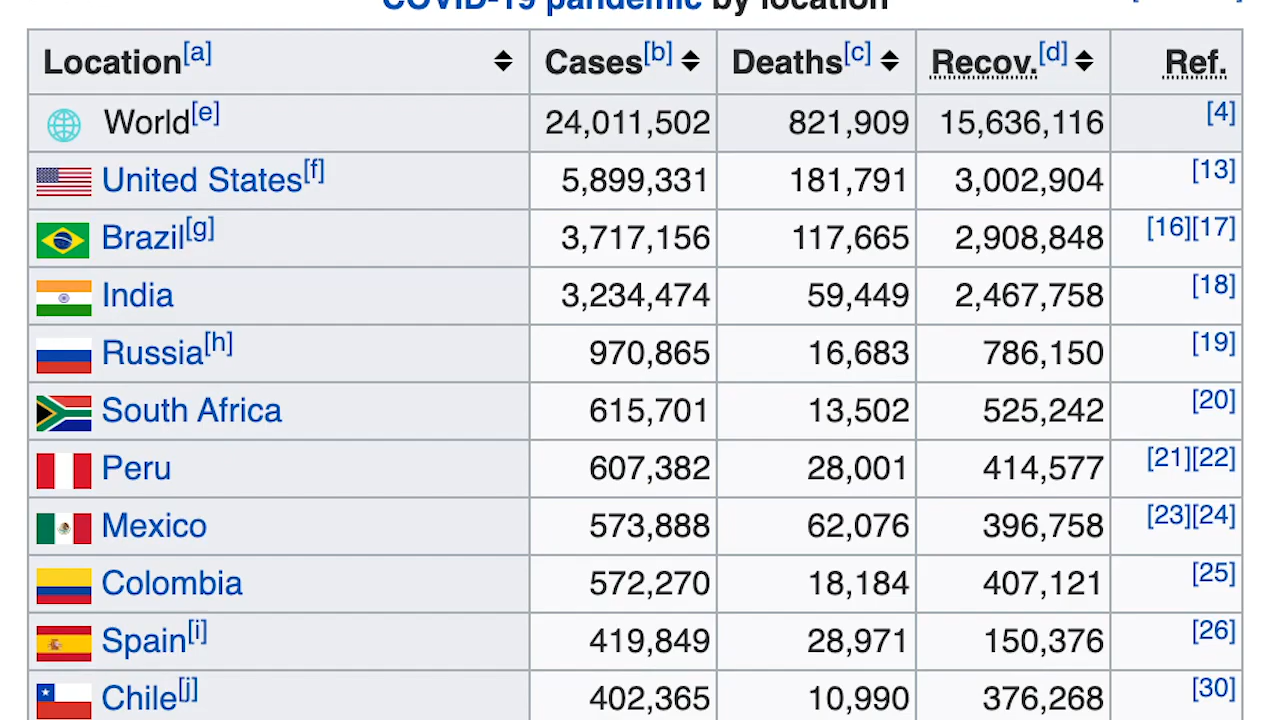 COVID-19 pandemic by location
Location[a] Cases[b] Deaths[c] Recov.[d] Ref.
World[e] 24,011,502 821,909 15,636,116 [4]
United States[f] 5,899,331 181,791 3,002,904 [13]
Brazil[g] 3,717,156 117,665 2,908,848 [16][17]
India 3,234,474 59,449 2,467,758 [18]
Russia[h] 970,865 16,683 786,150 [19]
South Africa 615,701 13,502 525,242 [20]
Peru 607,382 28,001 414,577 [21][22]
Mexico 573,888 62,076 396,758 [23][24]
Colombia 572,270 18,184 407,121 [25]
Spain[i] 419,849 28,971 150,376 [26]
Chile[j] 402,365 10,990 376,268 [30]